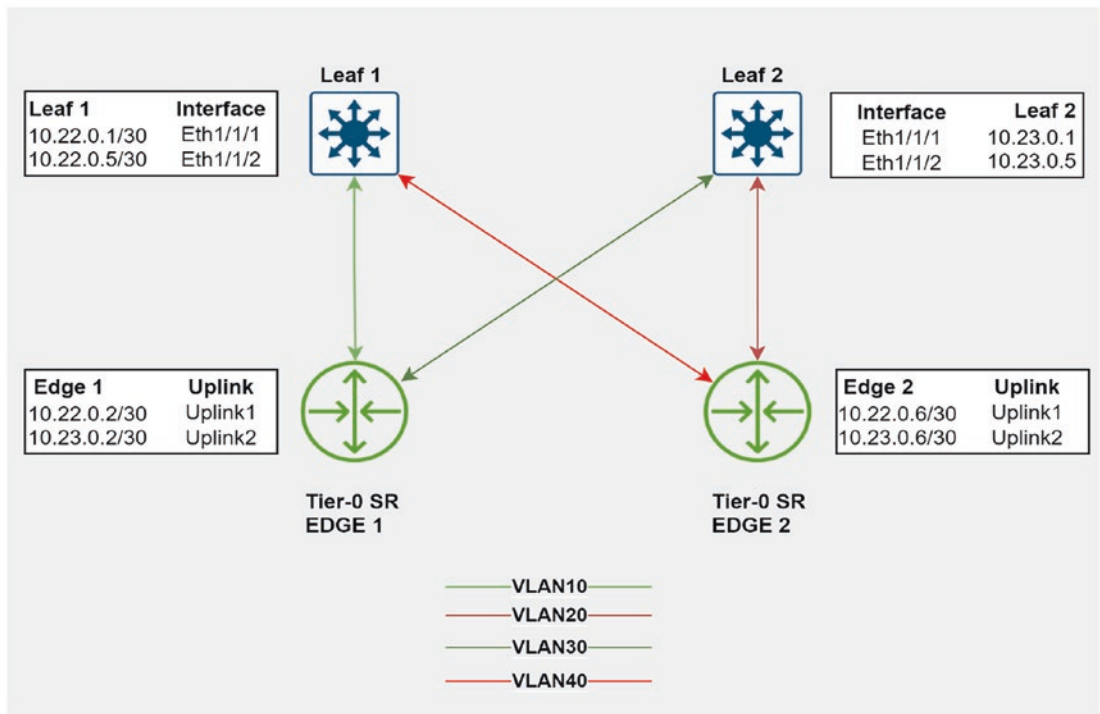 Leaf 1
Leaf 2
Leaf 1 Interface
10.22.0.1/30 Eth1/1/1
10.22.0.5/30 Eth1/1/2
Interface Leaf 2
Eth1/1/1 10.23.0.1
Eth1/1/2 10.23.0.5
Edge 1 Uplink
10.22.0.2/30 Uplink1
10.23.0.2/30 Uplink2
Edge 2 Uplink
10.22.0.6/30 Uplink1
10.23.0.6/30 Uplink2
Tier-0 SR
EDGE 1
Tier-0 SR
EDGE 2
VLAN10
VLAN20
VLAN30
VLAN40